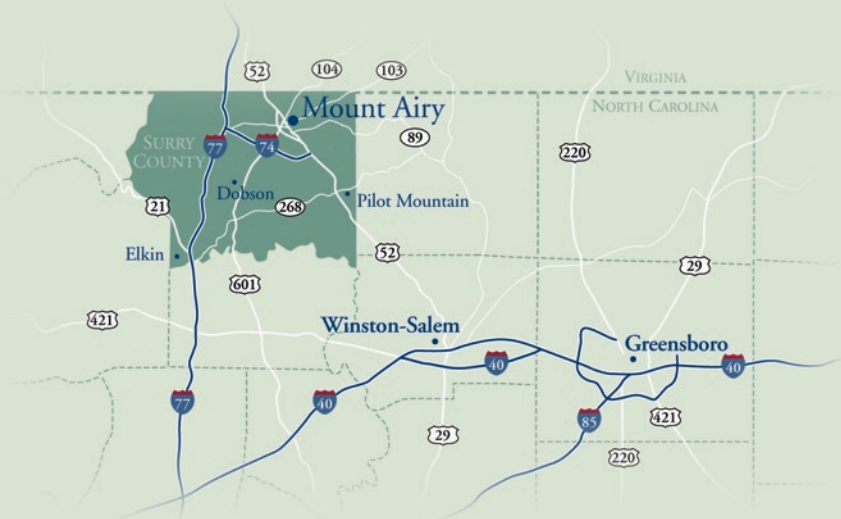 52
104
103
VIRGINIA
NORTH CAROLINA
Mount Airy
SURRY
COUNTY
77
74
89
220
Dobson
268
Pilot Mountain
21
Elkin
52
29
601
421
Winston-Salem
Greensboro
40
40
77
40
85
421
29
220